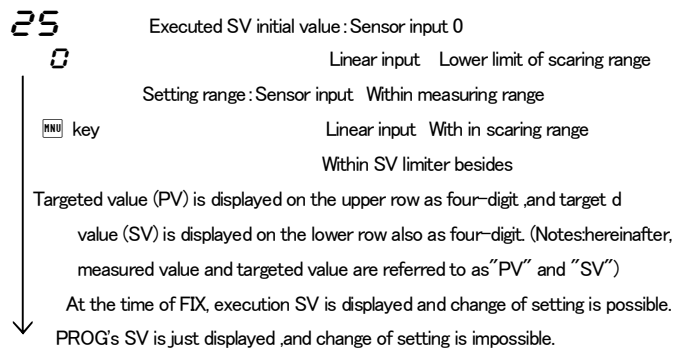 25 Executed SV initial value : Sensor input 0
0 Linear input Lower limit of scaring range
Setting range : Sensor input Within measuring range
MNU key Linear input With in scaring range
Within SV limiter besides
Targeted value (PV) is displayed on the upper row as four-digit ,and target d
value (SV) is displayed on the lower row also as four-digit. (Notes:hereinafter,
measured value and targeted value are referred to as"PV" and "SV")
At the time of FIX, execution SV is displayed and change of setting is possible.
PROG's SV is just displayed ,and change of setting is impossible.